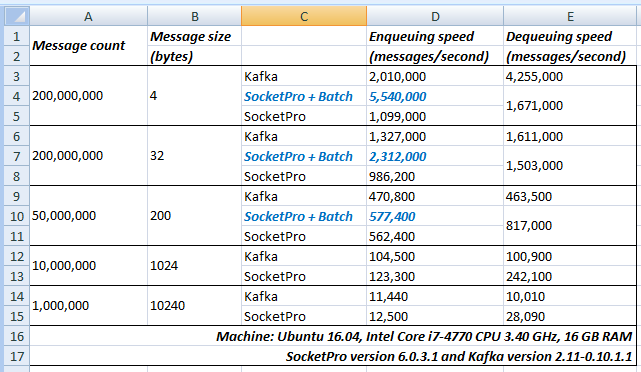 A B C D E
1 Message count Message size Enqueuing speed Dequeuing speed
2 (bytes) (messages/second) (messages/second)
3 Kafka 2,010,000 4,255,000
4 200,000,000 4 SocketPro + Batch 5,540,000 1,671,000
5 SocketPro 1,099,000
6 Kafka 1,327,000 1,611,000
7 200,000,000 32 SocketPro + Batch 2,312,000 1,503,000
8 SocketPro 986,200
9 Kafka 470,800 463,500
10 50,000,000 200 SocketPro + Batch 577,400 817,000
11 SocketPro 562,400
12 10,000,000 1024 Kafka 104,500 100,900
13 SocketPro 123,300 242,100
14 1,000,000 10240 Kafka 11,440 10,010
15 SocketPro 12,500 28,090
16 Machine: Ubuntu 16.04, Intel Core i7-4770 CPU 3.40 GHz, 16 GB RAM
17 SocketPro version 6.0.3.1 and Kafka version 2.11-0.10.1.1